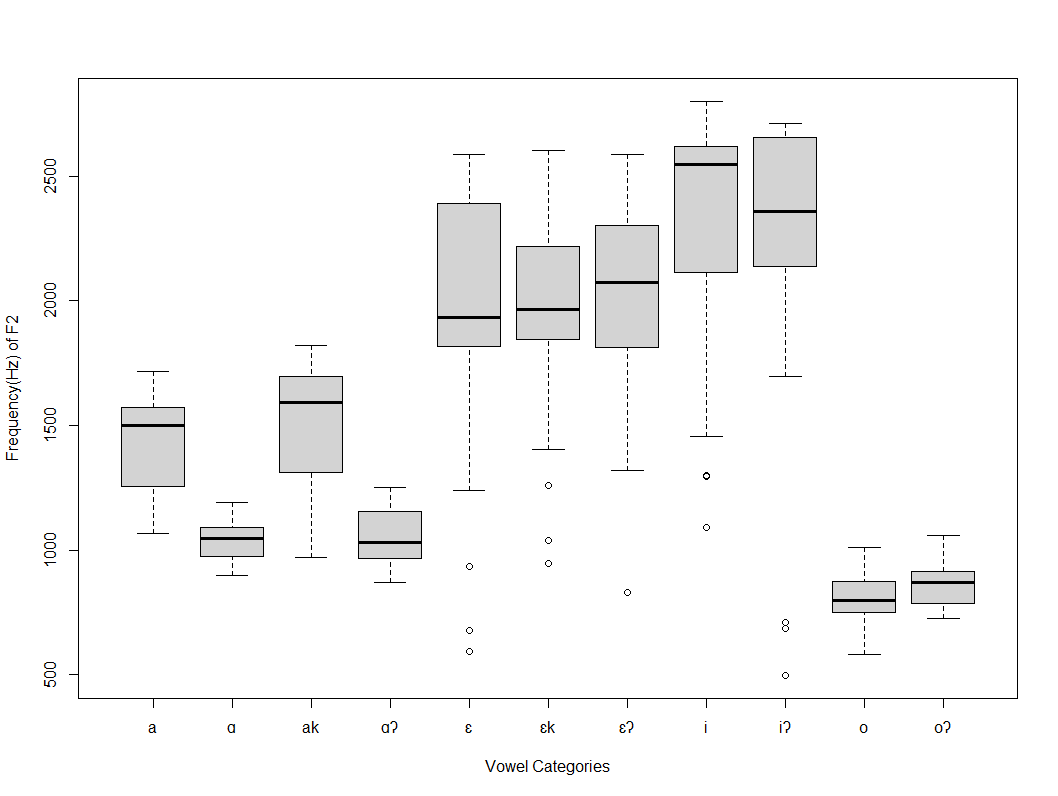 2500
2000
1500
1000
500
Frequency(Hz) of F2
a ɑ ak ɑʔ ɛ ɛk ɛʔ i iʔ o oʔ
Vowel Categories